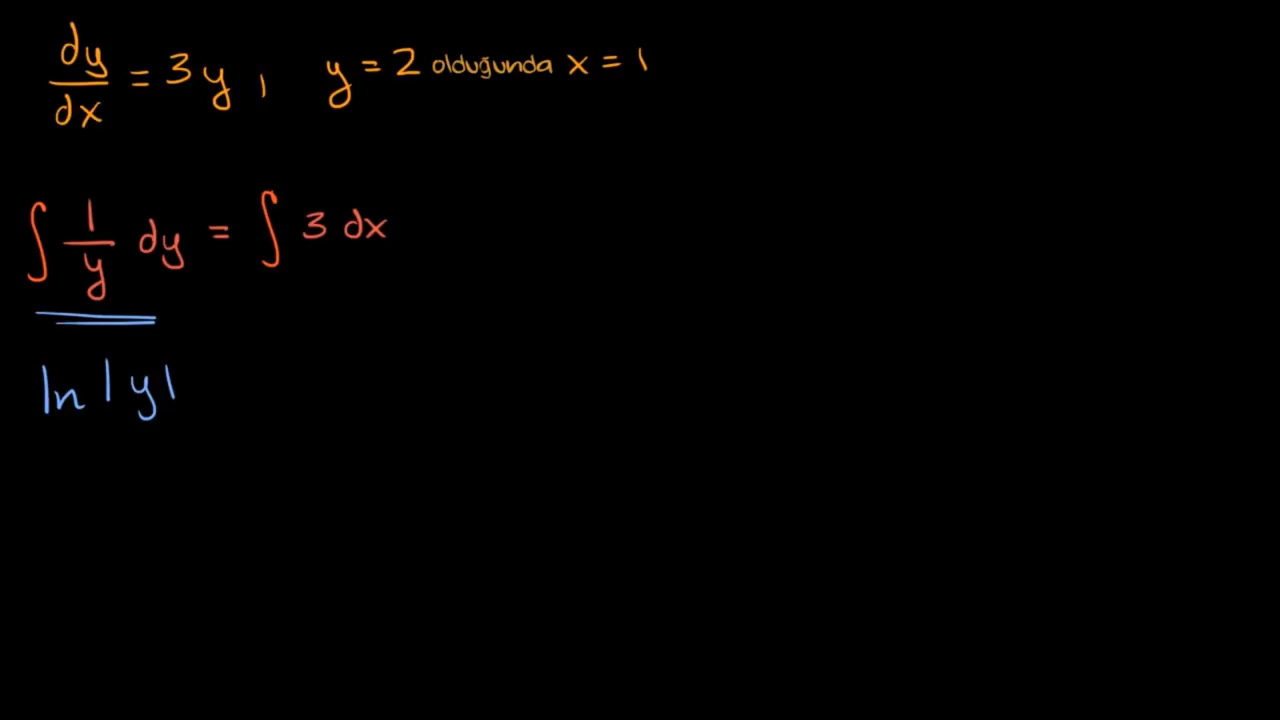 dy/dx = 3y, y = 2 olduğunda x = 1
∫ 1/y dy = ∫ 3 dx
ln |y|